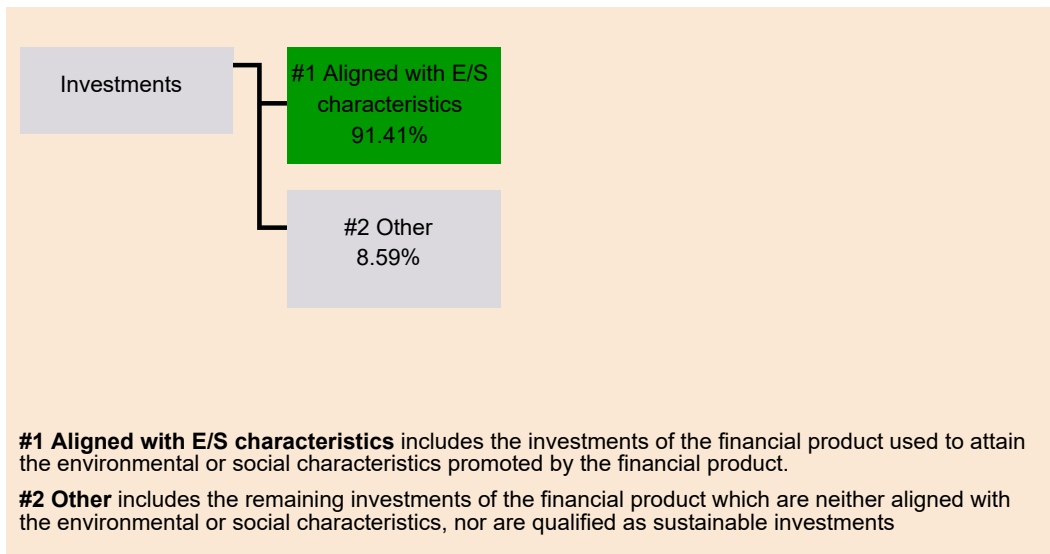 Investments
#1 Aligned with E/S
characteristics
91.41%
#2 Other
8.59%
#1 Aligned with E/S characteristics includes the investments of the financial product used to attain
the environmental or social characteristics promoted by the financial product.
#2 Other includes the remaining investments of the financial product which are neither aligned with
the environmental or social characteristics, nor are qualified as sustainable investments